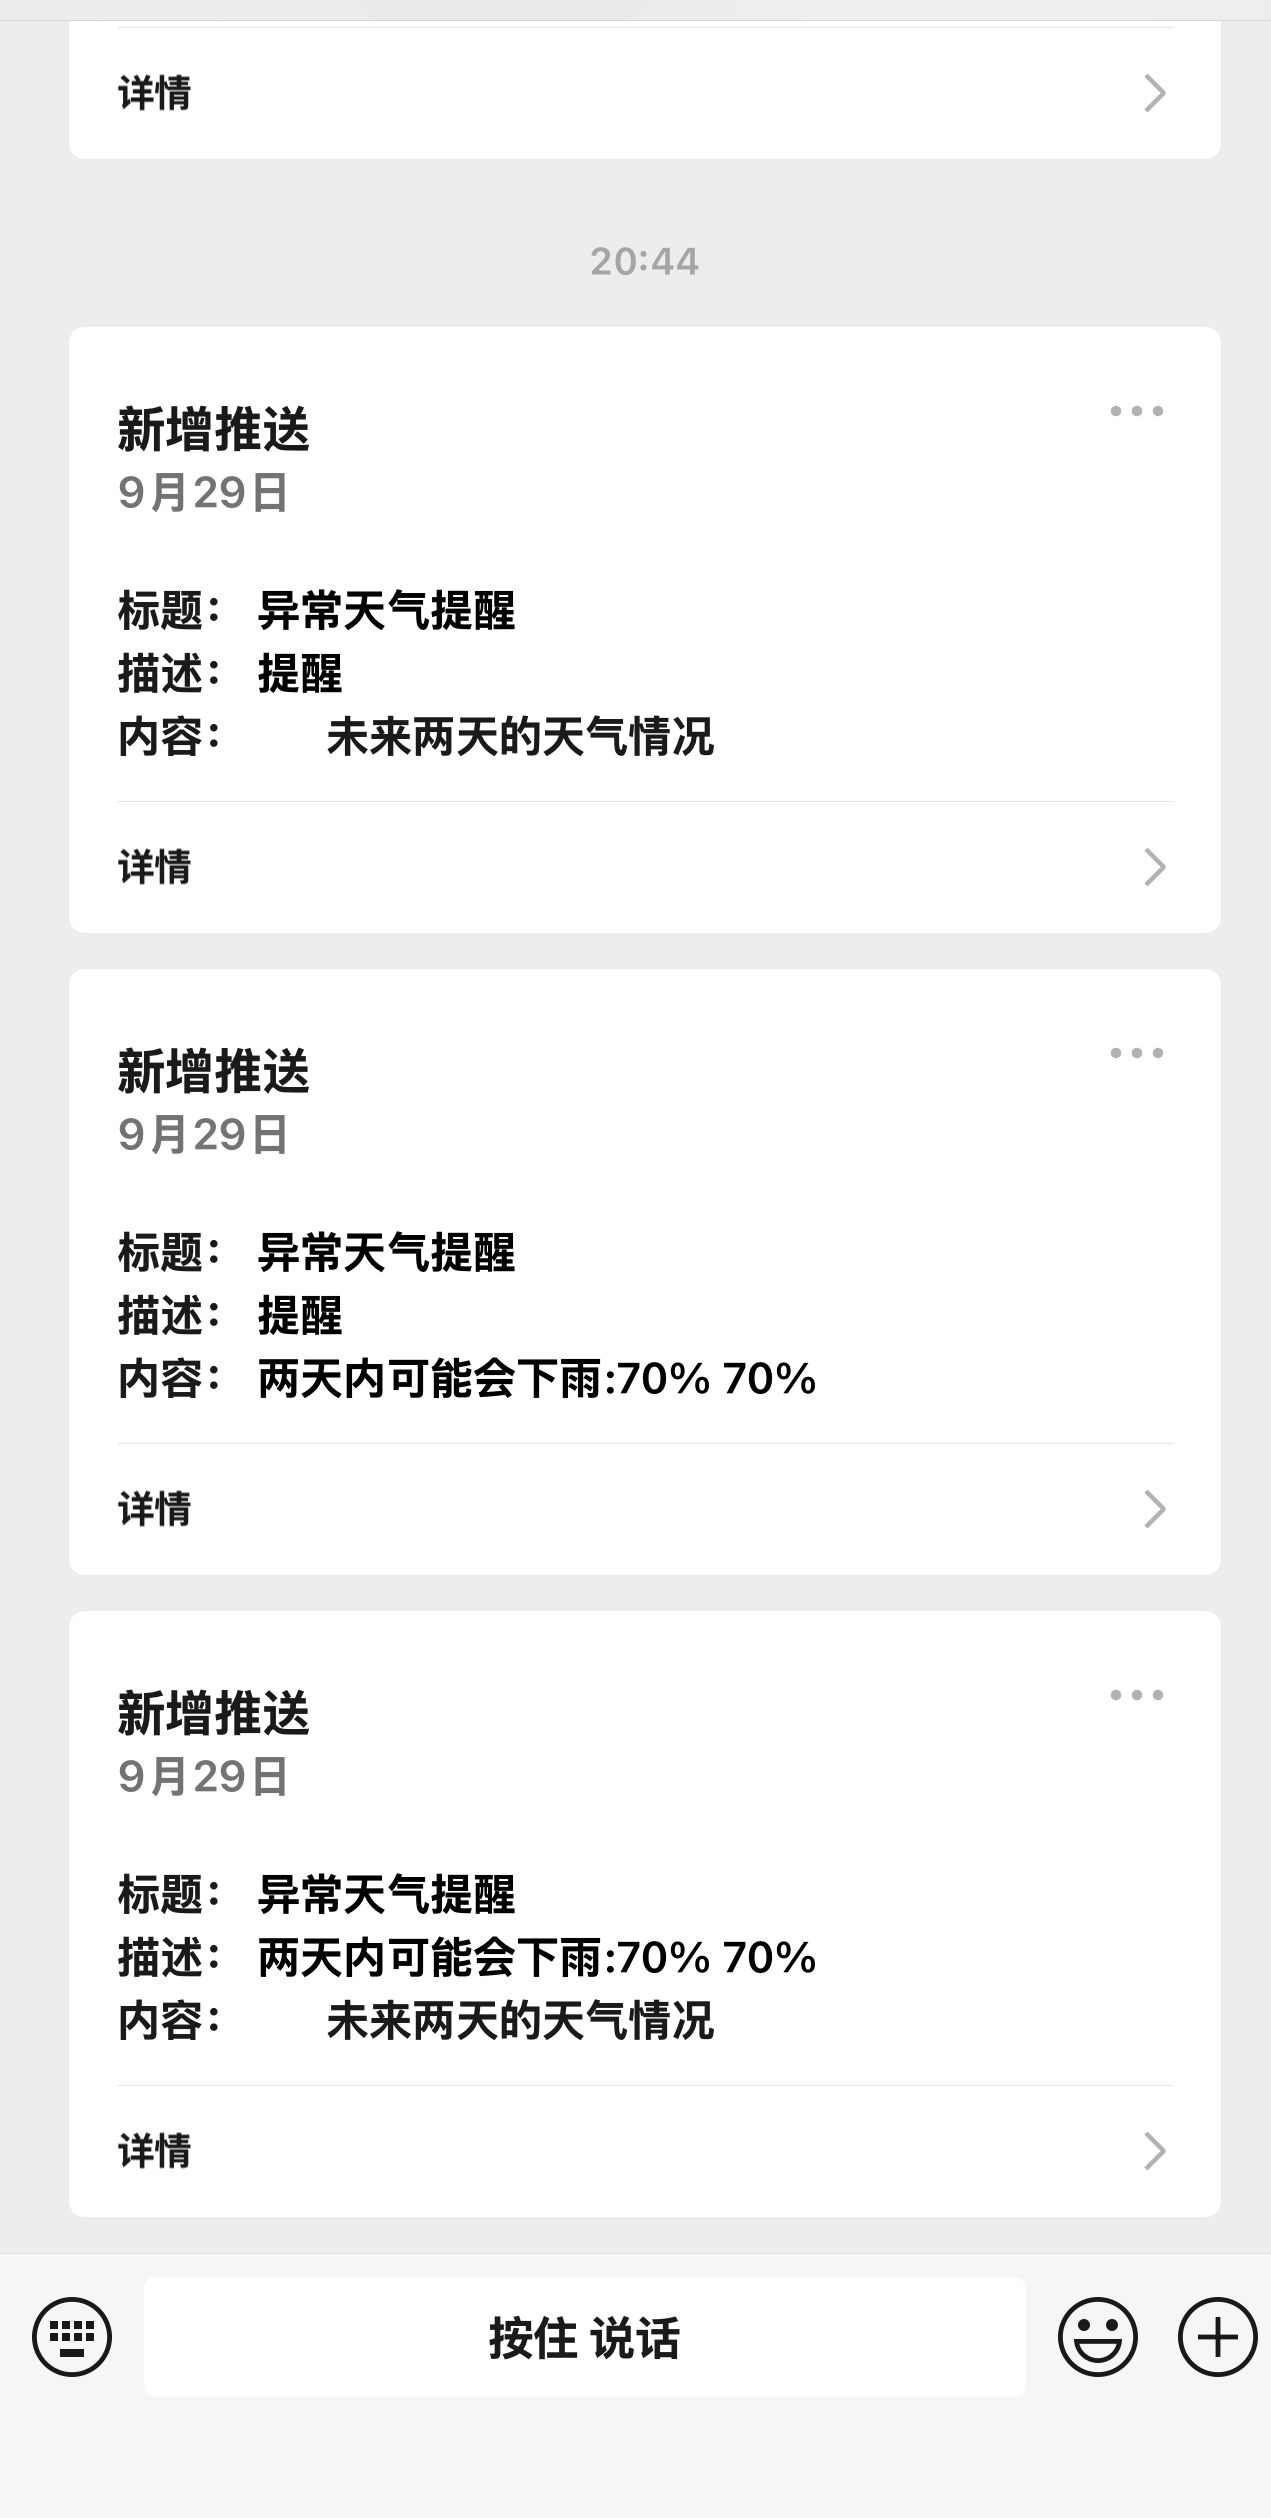 详情
20:44
新增推送
9月29日
标题： 异常天气提醒
描述： 提醒
内容： 未来两天的天气情况
详情
新增推送
9月29日
标题： 异常天气提醒
描述： 提醒
内容： 两天内可能会下雨:70% 70%
详情
新增推送
9月29日
标题： 异常天气提醒
描述： 两天内可能会下雨:70% 70%
内容： 未来两天的天气情况
详情
按住 说话